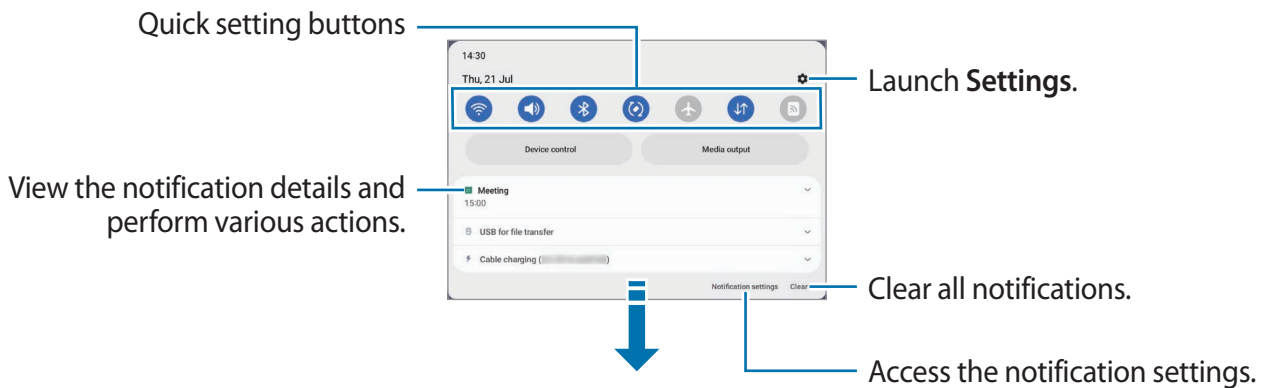 Quick setting buttons
14:30
Thu, 21 Jul
Launch Settings.
Device control
Media output
View the notification details and
perform various actions.
Meeting
15:00
USB for file transfer
Cable charging ( )
Notification settings
Clear
Clear all notifications.
Access the notification settings.